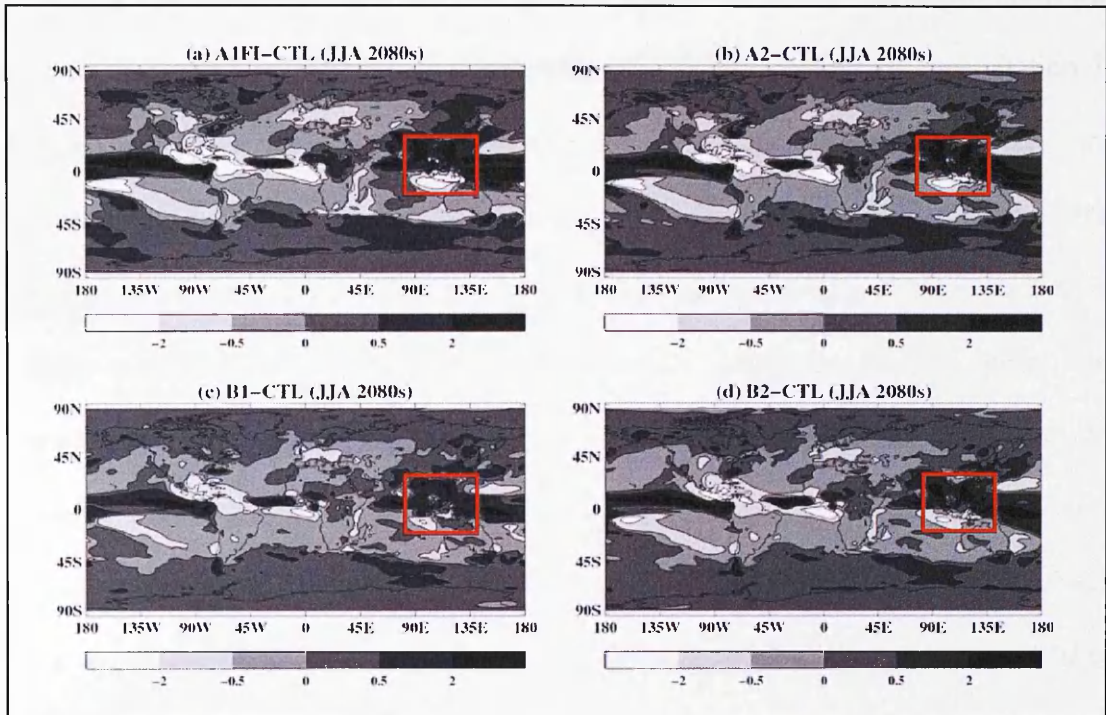 (a) A1FI-CTL (JJA 2080s)
(b) A2-CTL (JJA 2080s)
90N
45N
0
45S
90S
180 135W 90W 45W 0 45E 90E 135E 180
-2 -0.5 0 0.5 2
90N
45N
0
45S
90S
180 135W 90W 45W 0 45E 90E 135E 180
-2 -0.5 0 0.5 2
(c) B1-CTL (JJA 2080s)
(d) B2-CTL (JJA 2080s)
90N
45N
0
45S
90S
180 135W 90W 45W 0 45E 90E 135E 180
-2 -0.5 0 0.5 2
90N
45N
0
45S
90S
180 135W 90W 45W 0 45E 90E 135E 180
-2 -0.5 0 0.5 2